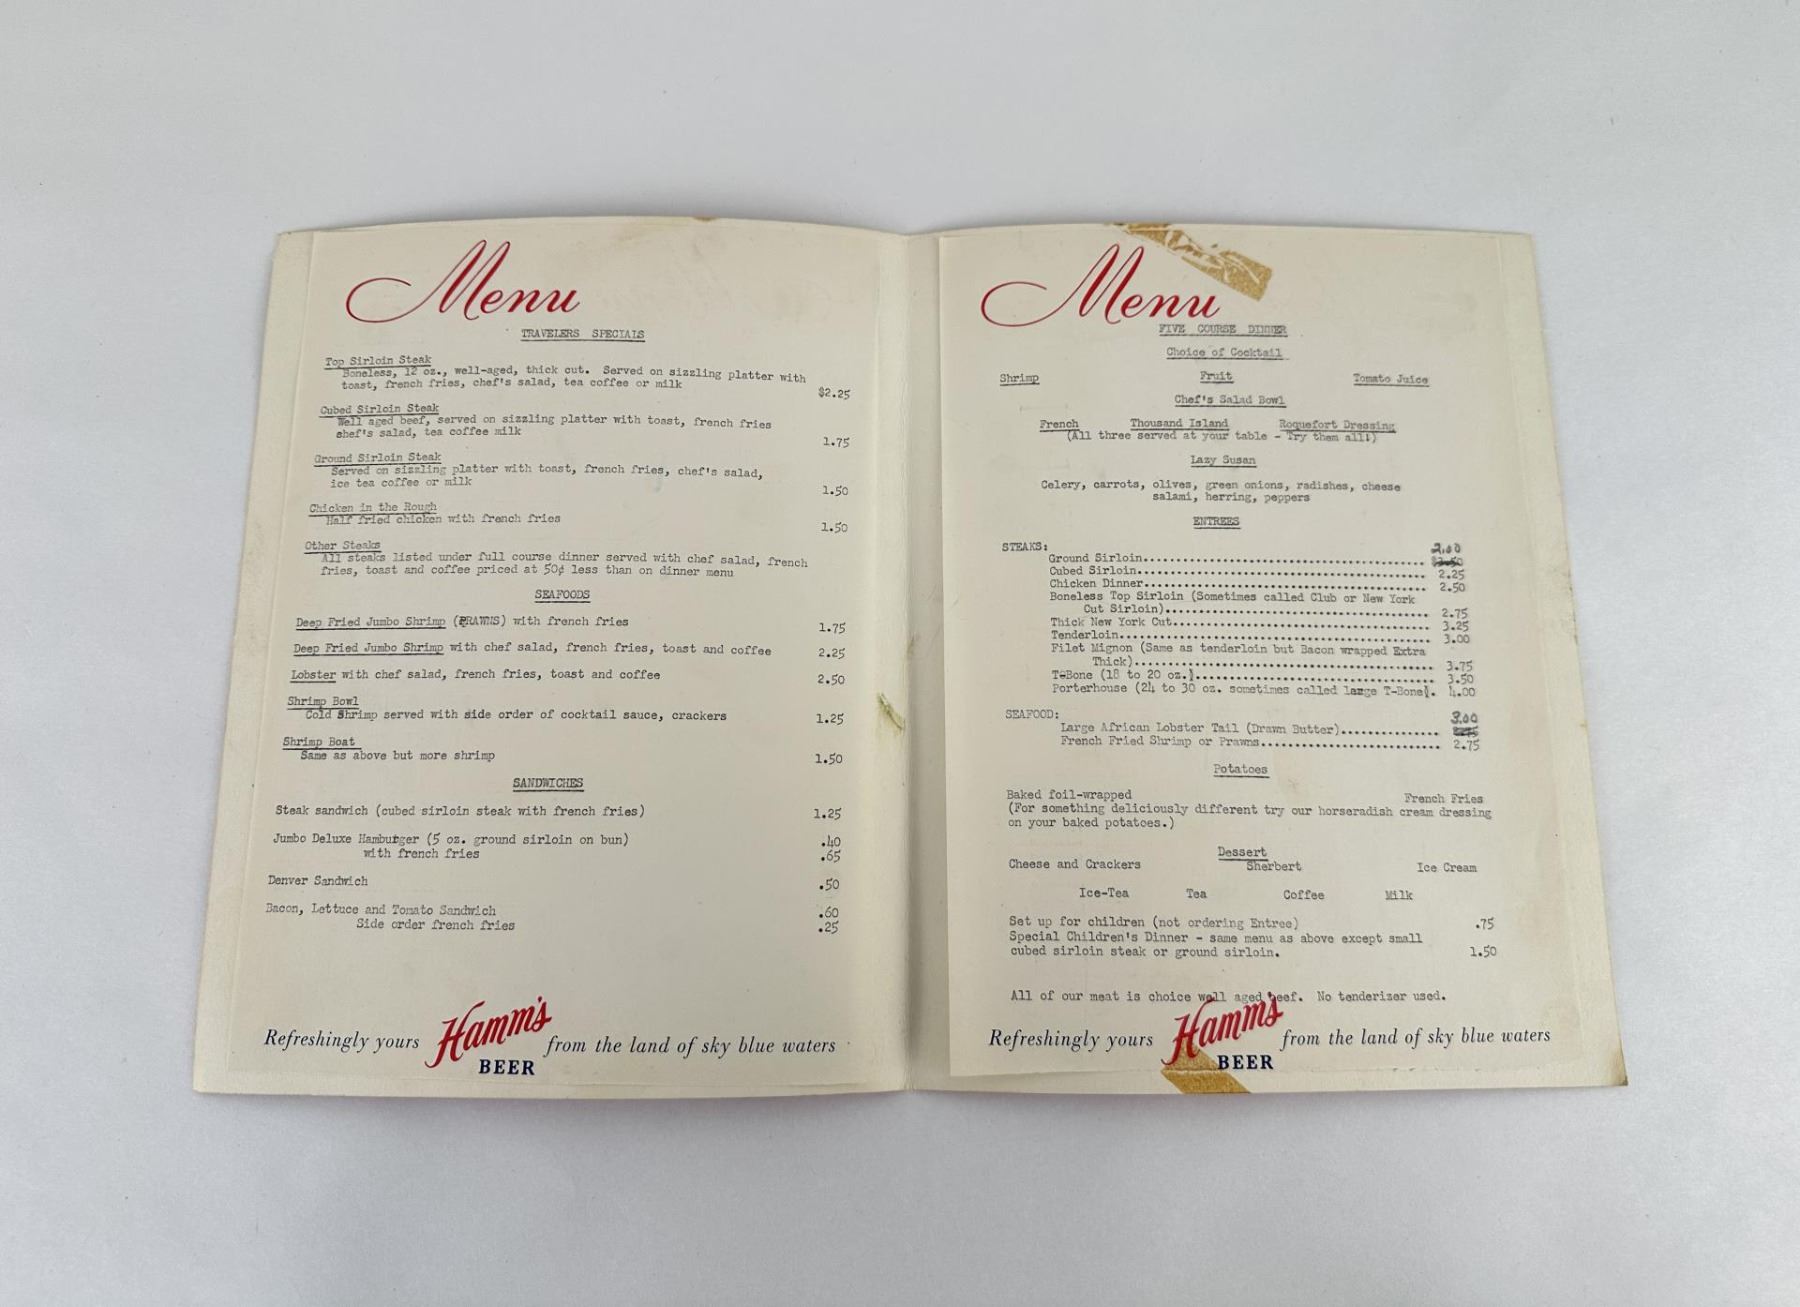 Menu
TRAVELERS SPECIALS
Top Sirloin Steak
Boneless, 12 oz., well-aged, thick cut. Served on sizzling platter with
toast, french fries, chef's salad, tea coffee or milk $2.25
Cubed Sirloin Steak
Well aged beef, served on sizzling platter with toast, french fries
shef's salad, tea coffee milk 1.75
Ground Sirloin Steak
Served on sizzling platter with toast, french fries, chef's salad,
ice tea coffee or milk 1.50
Chicken in the Rough
Half fried chicken with french fries 1.50
Other Steaks
All steaks listed under full course dinner served with chef salad, french
fries, toast and coffee priced at 50¢ less than on dinner menu
SEAFOODS
Deep Fried Jumbo Shrimp (PRAWNS) with french fries 1.75
Deep Fried Jumbo Shrimp with chef salad, french fries, toast and coffee 2.25
Lobster with chef salad, french fries, toast and coffee 2.50
Shrimp Bowl
Cold Shrimp served with side order of cocktail sauce, crackers 1.25
Shrimp Boat
Same as above but more shrimp 1.50
SANDWICHES
Steak sandwich (cubed sirloin steak with french fries) 1.25
Jumbo Deluxe Hamburger (5 oz. ground sirloin on bun) .40
with french fries .65
Denver Sandwich .50
Bacon, Lettuce and Tomato Sandwich .60
Side order french fries .25
Refreshingly yours Hamm's BEER from the land of sky blue waters
Menu
FIVE COURSE DINNER
Choice of Cocktail
Shrimp Fruit Tomato Juice
Chef's Salad Bowl
French Thousand Island Roquefort Dressing
(All three served at your table - Try them all!)
Lazy Susan
Celery, carrots, olives, green onions, radishes, cheese
salami, herring, peppers
ENTREES
STEAKS: 2.00
Ground Sirloin........................................
Cubed Sirloin........................................ 2.25
Chicken Dinner....................................... 2.50
Boneless Top Sirloin (Sometimes called Club or New York
Cut Sirloin).................................... 2.75
Thick New York Cut................................... 3.25
Tenderloin........................................... 3.00
Filet Mignon (Same as tenderloin but Bacon wrapped Extra
Thick)......................................... 3.75
T-Bone (18 to 20 oz.)................................ 3.50
Porterhouse (24 to 30 oz. sometimes called large T-Bone). 4.00
SEAFOOD: 3.00
Large African Lobster Tail (Drawn Butter)..............
French Fried Shrimp or Prawns......................... 2.75
Potatoes
Baked foil-wrapped French Fries
(For something deliciously different try our horseradish cream dressing
on your baked potatoes.)
Dessert
Cheese and Crackers Sherbert Ice Cream
Ice-Tea Tea Coffee Milk
Set up for children (not ordering Entree) .75
Special Children's Dinner - same menu as above except small
cubed sirloin steak or ground sirloin. 1.50
All of our meat is choice well aged beef. No tenderizer used.
Refreshingly yours Hamm's BEER from the land of sky blue waters